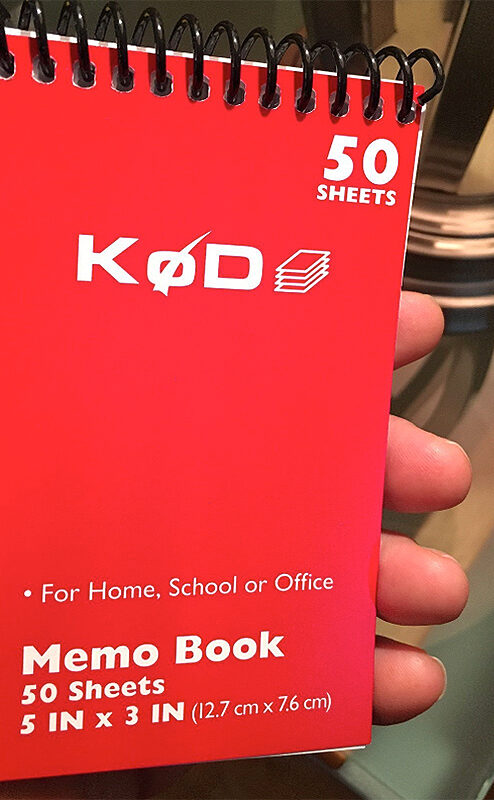 50
SHEETS
KØD
• For Home, School or Office
Memo Book
50 Sheets
5 IN x 3 IN (12.7 cm x 7.6 cm)